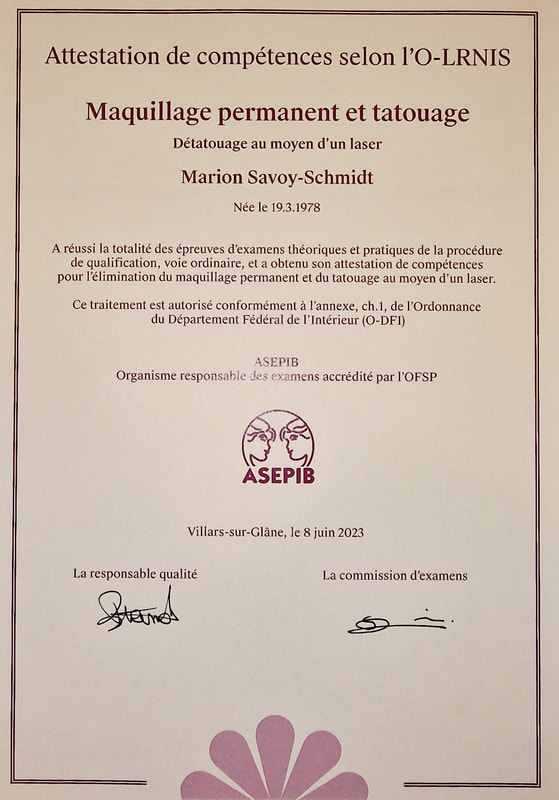 Attestation de compétences selon l'O-LRNIS
Maquillage permanent et tatouage
Détatouage au moyen d'un laser
Marion Savoy-Schmidt
Née le 19.3.1978
A réussi la totalité des épreuves d'examens théoriques et pratiques de la procédure
de qualification, voie ordinaire, et a obtenu son attestation de compétences
pour l'élimination du maquillage permanent et du tatouage au moyen d'un laser.
Ce traitement est autorisé conformément à l'annexe, ch.1, de l'Ordonnance
du Département Fédéral de l'Intérieur (O-DFI)
ASEPIB
Organisme responsable des examens accrédité par l'OFSP
ASEPIB
Villars-sur-Glâne, le 8 juin 2023
La responsable qualité
La commission d'examens